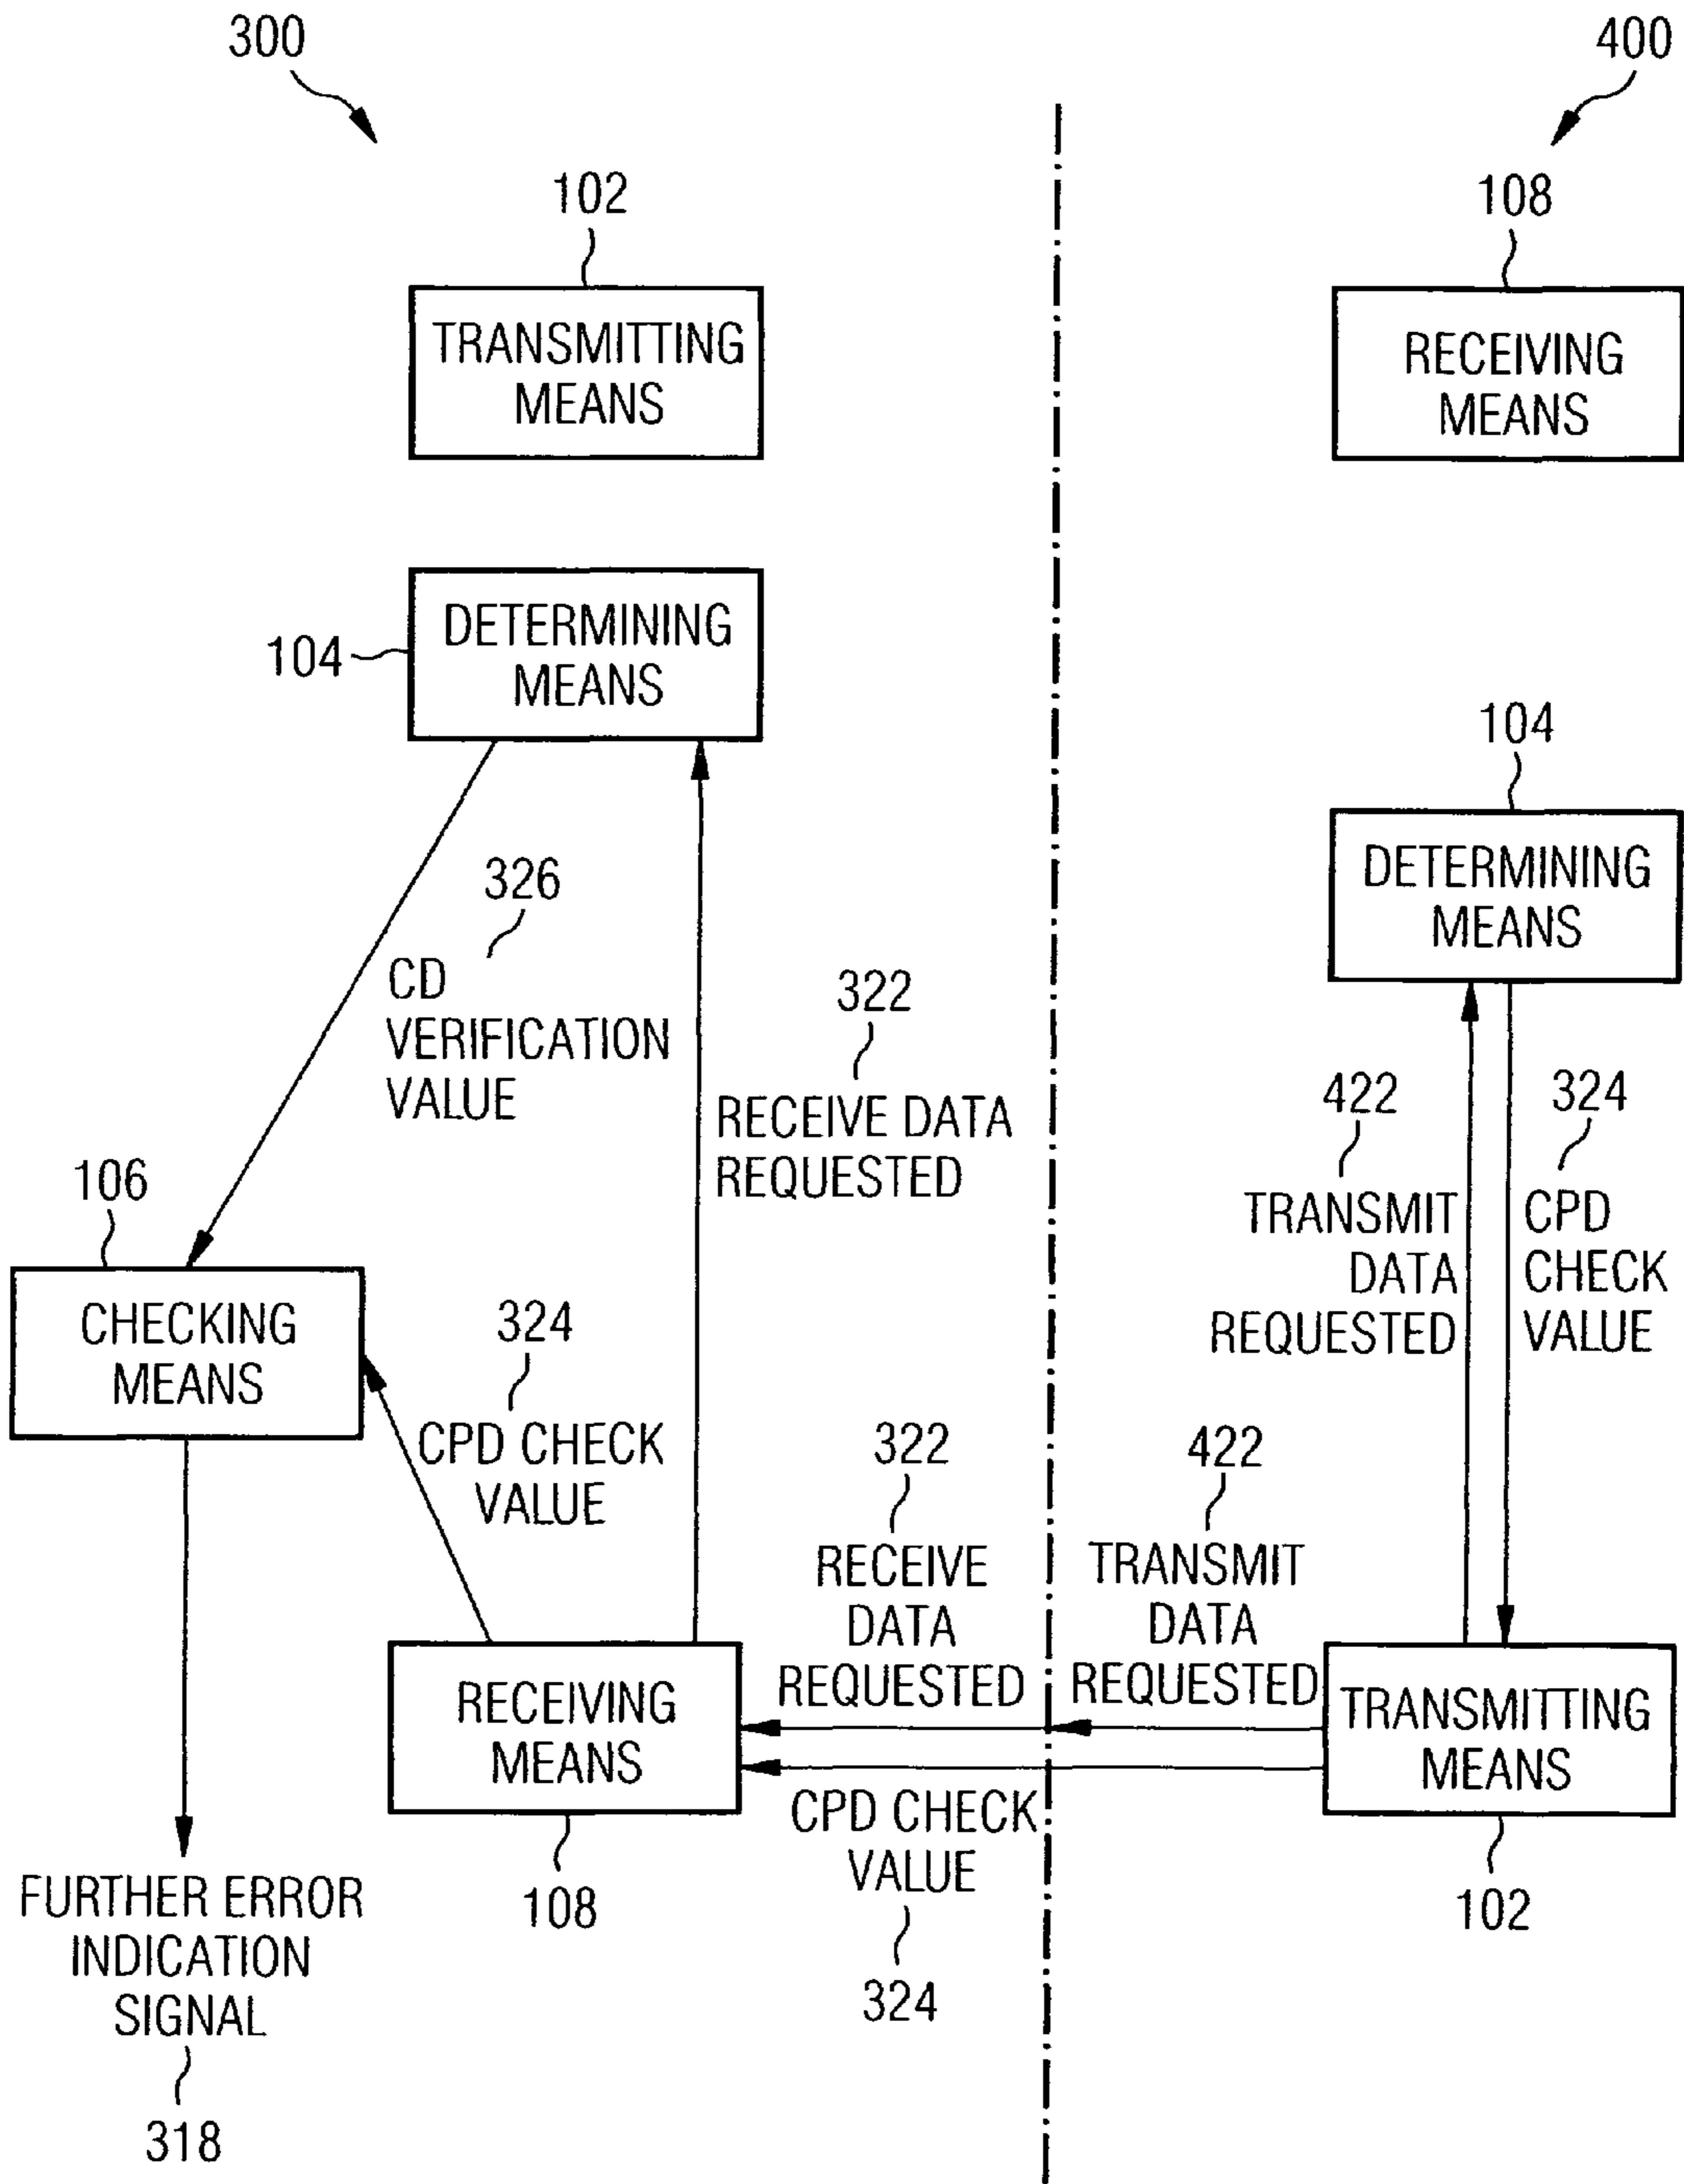 300
400
102
108
TRANSMITTING
MEANS
RECEIVING
MEANS
DETERMINING
MEANS
104
104
DETERMINING
MEANS
326
CD
VERIFICATION
VALUE
322
RECEIVE DATA
REQUESTED
422
TRANSMIT
DATA
REQUESTED
324
CPD
CHECK
VALUE
106
CHECKING
MEANS
324
CPD CHECK
VALUE
322
RECEIVE
DATA
REQUESTED
422
TRANSMIT
DATA
REQUESTED
RECEIVING
MEANS
108
TRANSMITTING
MEANS
102
CPD CHECK
VALUE
324
FURTHER ERROR
INDICATION
SIGNAL
318